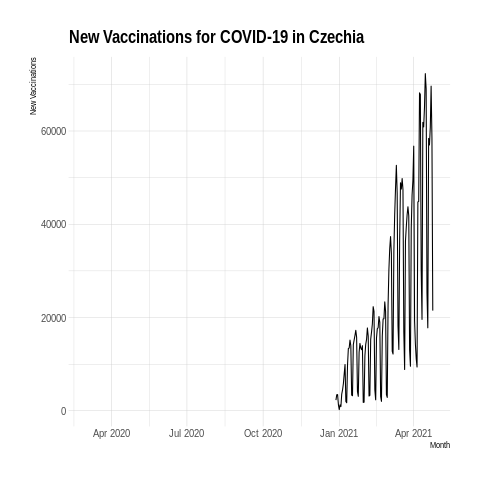 New Vaccinations for COVID-19 in Czechia
New Vaccinations
60000
40000
20000
0
Apr 2020 Jul 2020 Oct 2020 Jan 2021 Apr 2021
Month